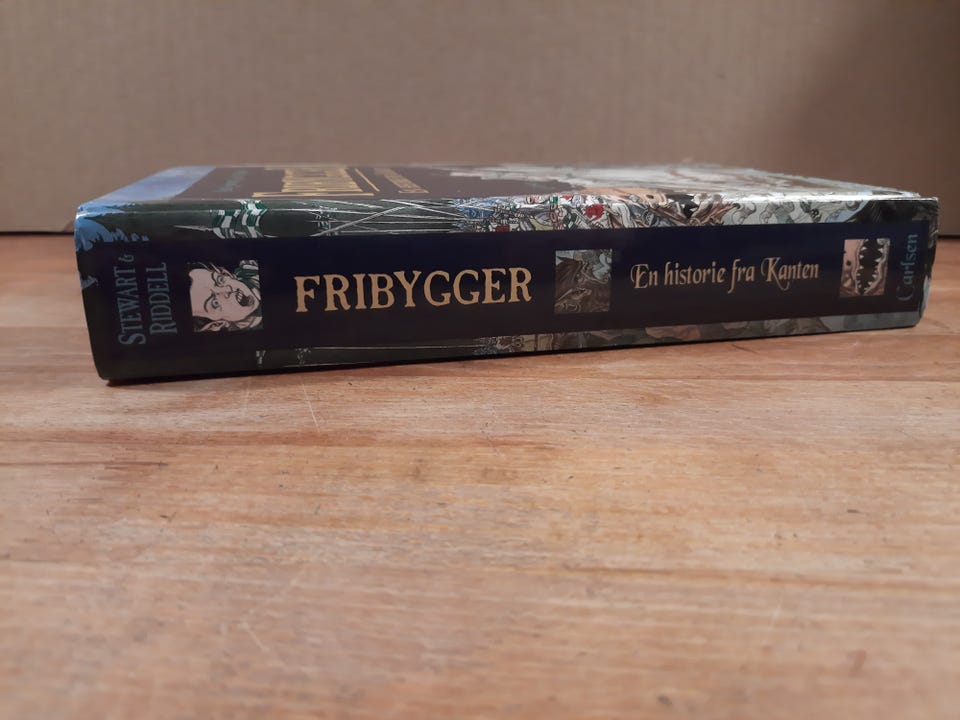 STEWART &
RIDDELL
FRIBYGGER
En historie fra Kanten
Carlsen